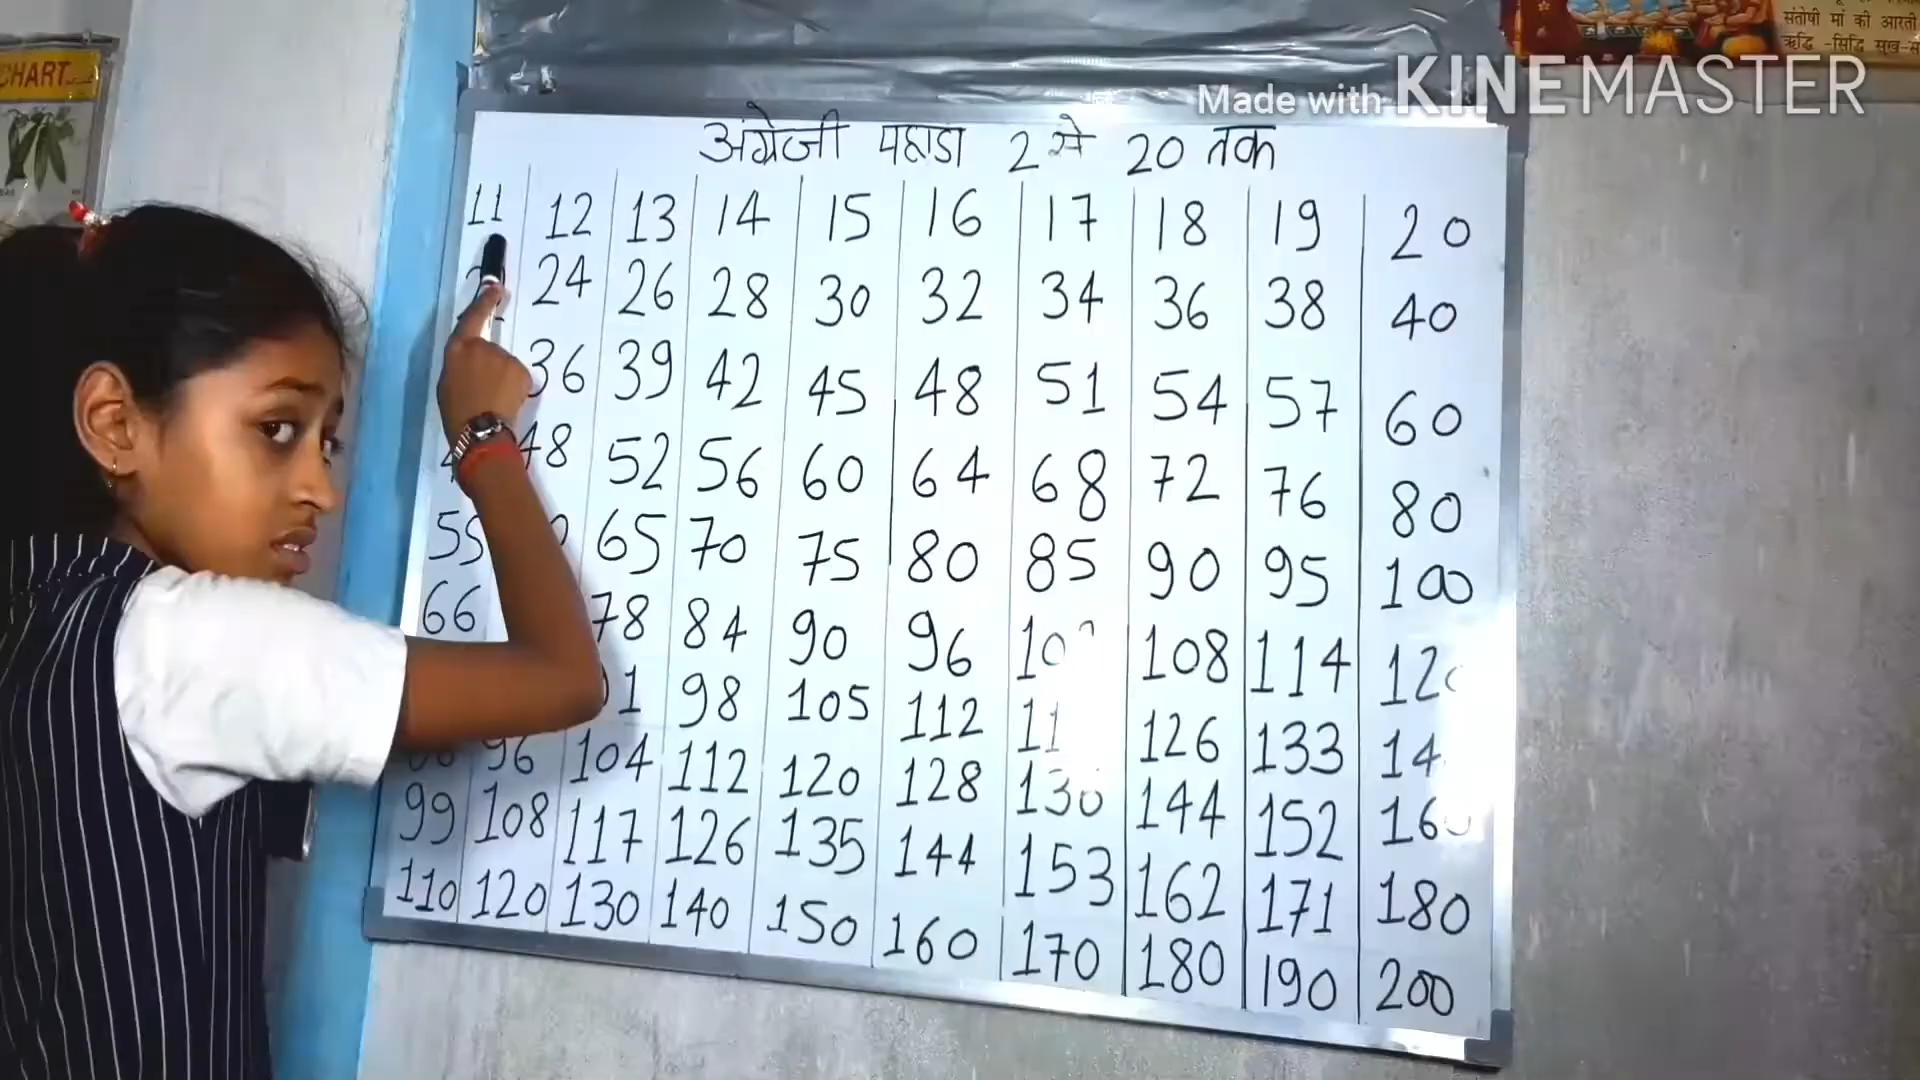 CHART
संतोषी मां की आरती
ऋद्धि -सिद्धि सुख-स
Made with KINEMASTER
अंग्रेजी पहाडा 2 से 20 तक
11 12 13 14 15 16 17 18 19 20
24 26 28 30 32 34 36 38 40
36 39 42 45 48 51 54 57 60
48 52 56 60 64 68 72 76 80
55 65 70 75 80 85 90 95 100
66 78 84 90 96 108 114
98 105 112 126 133
96 104 112 120 128 136 144 152 160
99 108 117 126 135 144 153 162 171 180
110 120 130 140 150 160 170 180 190 200